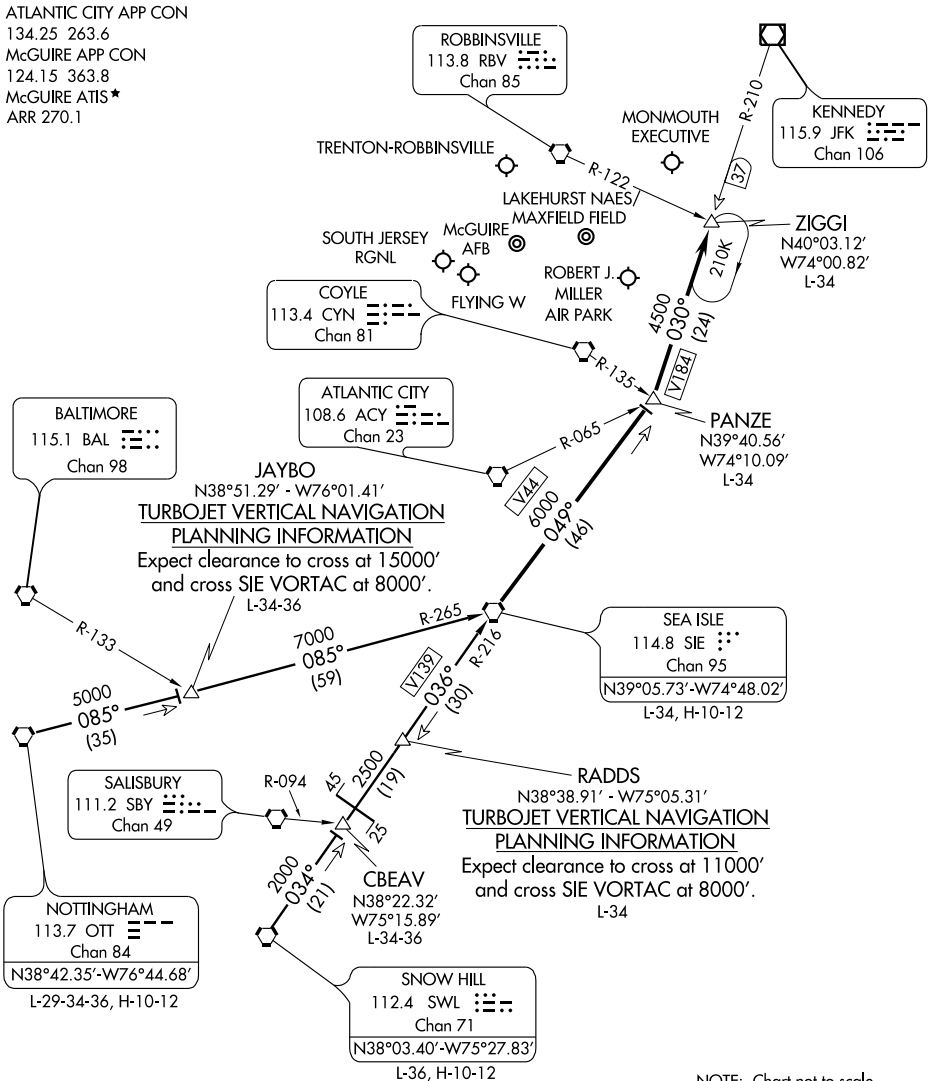 ATLANTIC CITY APP CON
134.25 263.6
McGUIRE APP CON
124.15 363.8
McGUIRE ATIS★
ARR 270.1
ROBBINSVILLE
113.8 RBV
Chan 85
KENNEDY
115.9 JFK
Chan 106
R-210
37
MONMOUTH
EXECUTIVE
TRENTON-ROBBINSVILLE
R-122
LAKEHURST NAES/
MAXFIELD FIELD
McGUIRE
AFB
SOUTH JERSEY
RGNL
FLYING W
ROBERT J.
MILLER
AIR PARK
ZIGGI
N40°03.12'
W74°00.82'
L-34
210K
4500
030°
(24)
V184
COYLE
113.4 CYN
Chan 81
R-135
ATLANTIC CITY
108.6 ACY
Chan 23
R-065
PANZE
N39°40.56'
W74°10.09'
L-34
V44
6000
049°
(46)
BALTIMORE
115.1 BAL
Chan 98
R-133
JAYBO
N38°51.29' - W76°01.41'
TURBOJET VERTICAL NAVIGATION
PLANNING INFORMATION
Expect clearance to cross at 15000'
and cross SIE VORTAC at 8000'.
L-34-36
R-265
7000
085°
(59)
5000
085°
(35)
SEA ISLE
114.8 SIE
Chan 95
N39°05.73'-W74°48.02'
L-34, H-10-12
R-216
V139
036°
(30)
RADDS
N38°38.91' - W75°05.31'
TURBOJET VERTICAL NAVIGATION
PLANNING INFORMATION
Expect clearance to cross at 11000'
and cross SIE VORTAC at 8000'.
L-34
2500
(19)
45
25
SALISBURY
111.2 SBY
Chan 49
R-094
CBEAV
N38°22.32'
W75°15.89'
L-34-36
2000
034°
(21)
NOTTINGHAM
113.7 OTT
Chan 84
N38°42.35'-W76°44.68'
L-29-34-36, H-10-12
SNOW HILL
112.4 SWL
Chan 71
N38°03.40'-W75°27.83'
L-36, H-10-12
NOTE: Chart not to scale